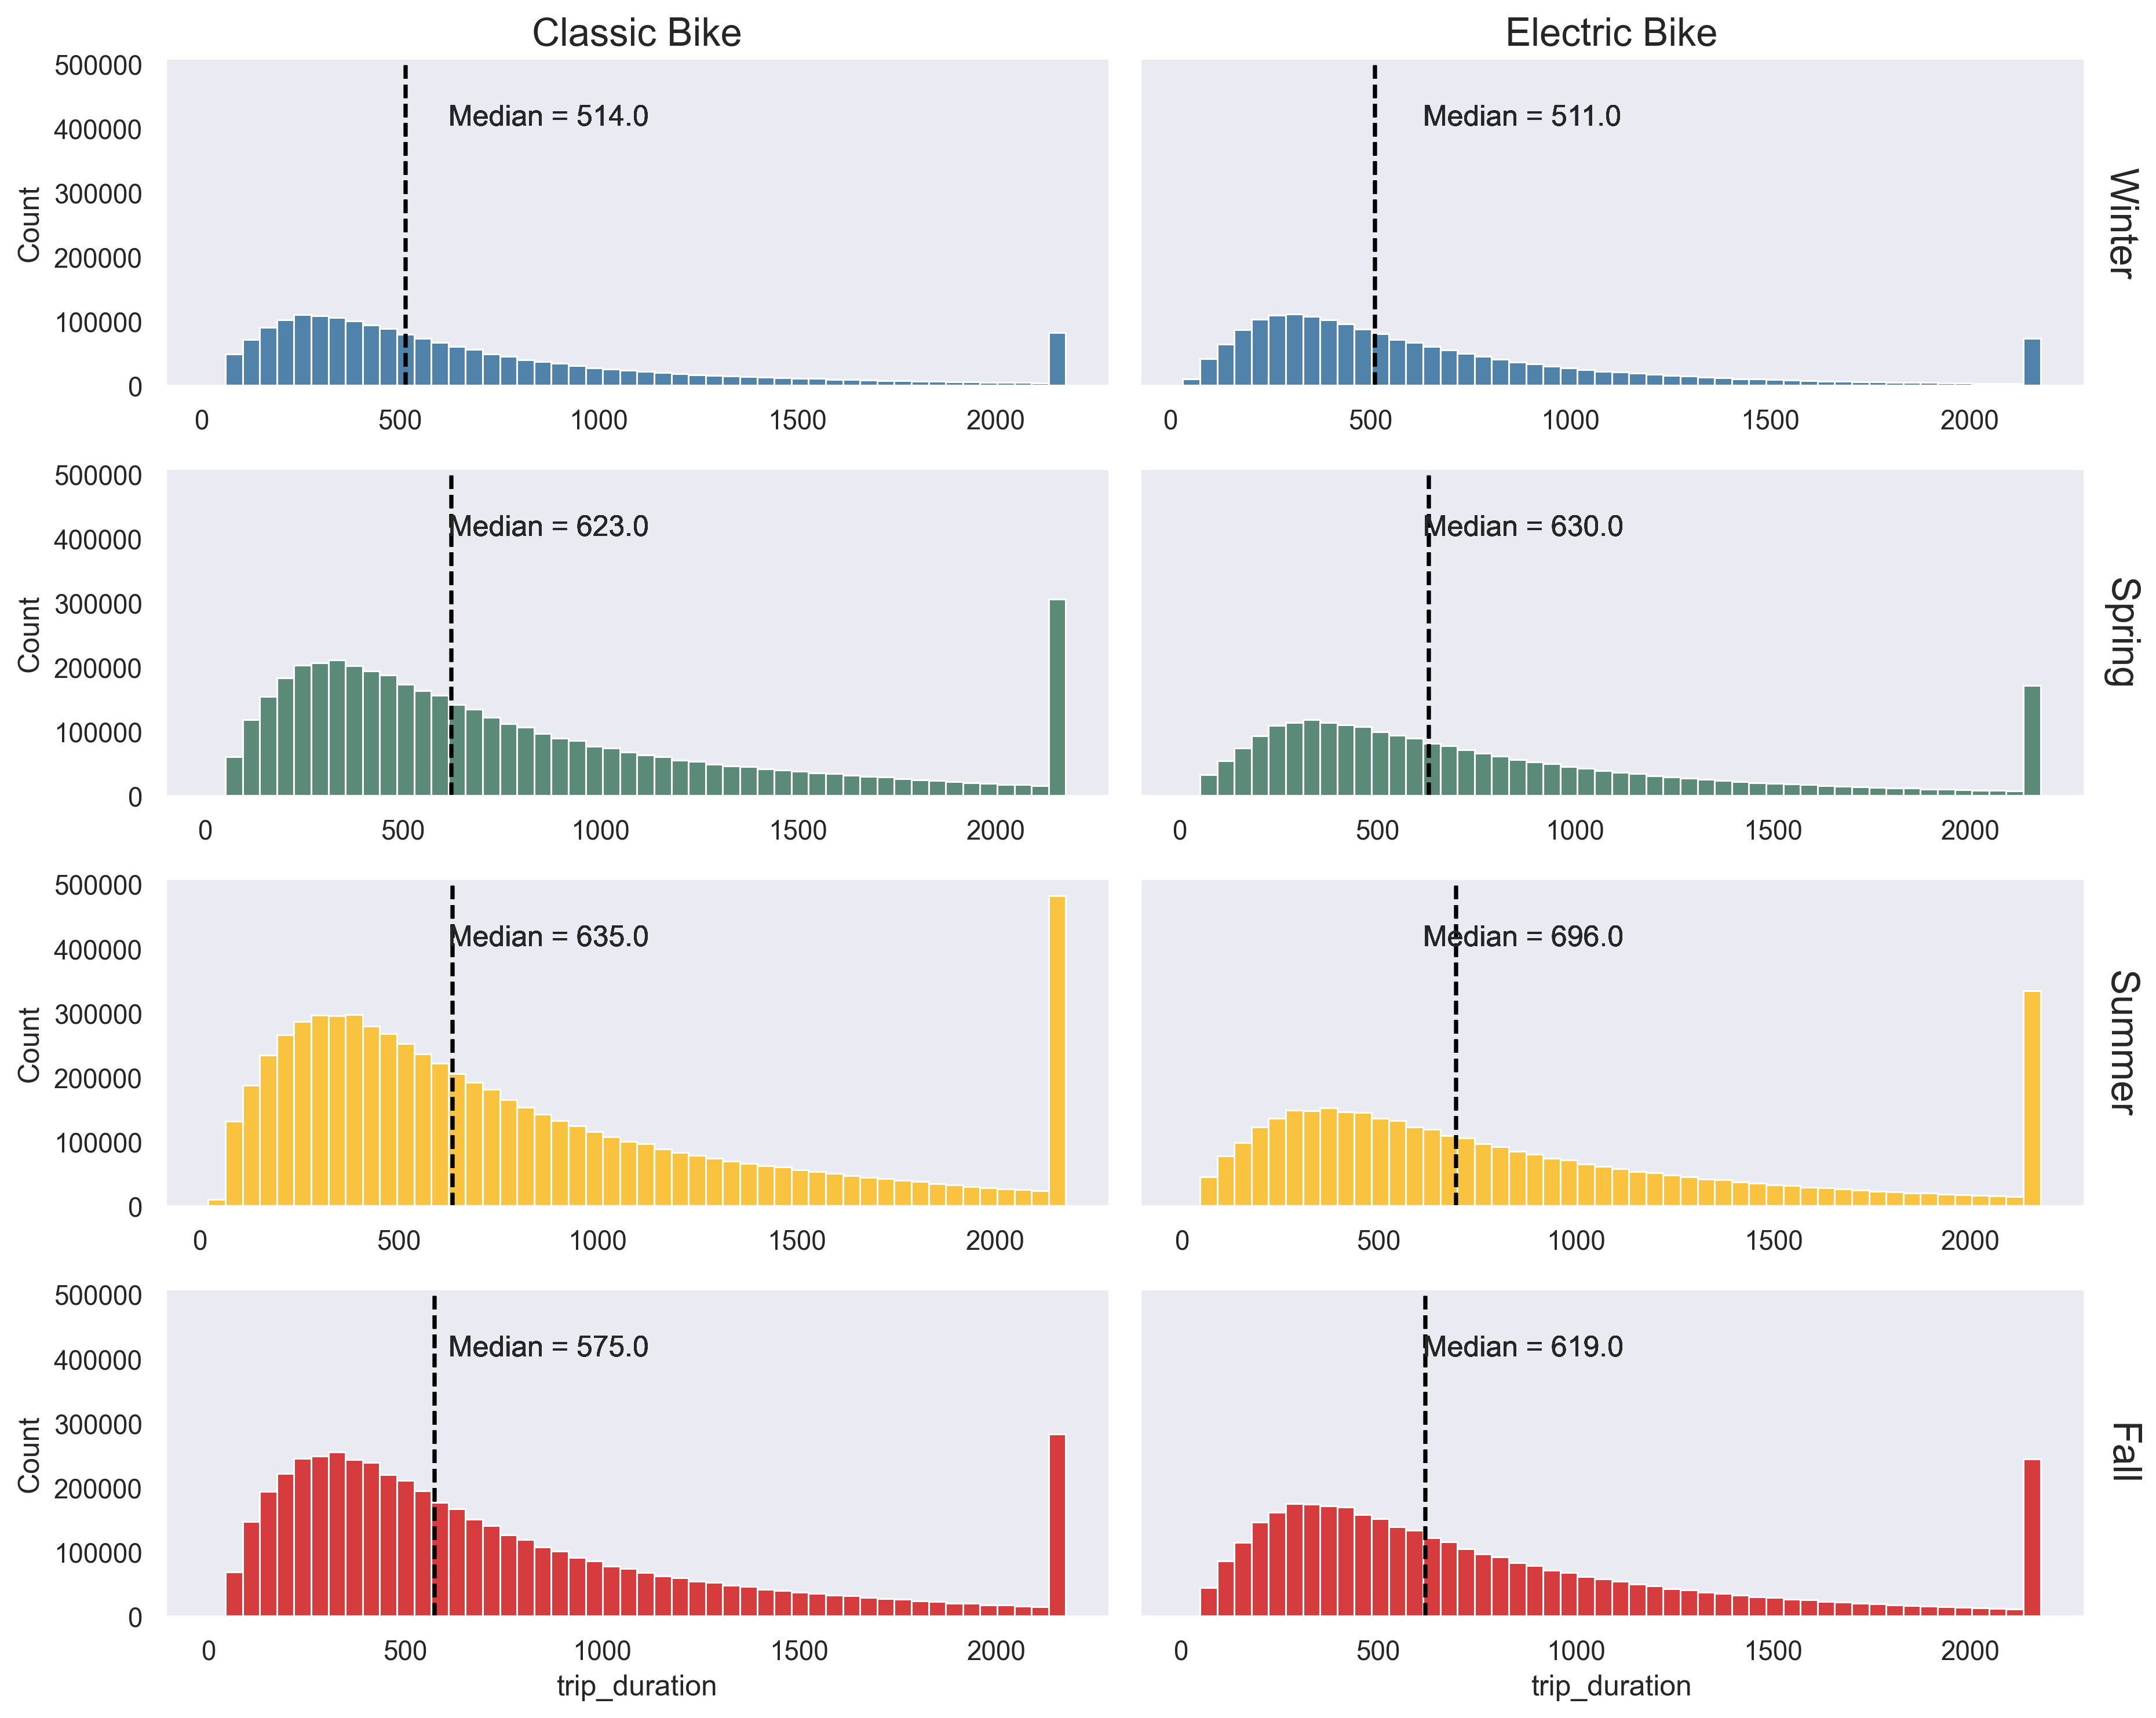 Classic Bike
Electric Bike
500000
400000
300000
200000
100000
0
Count
Median = 514.0
0 500 1000 1500 2000
Median = 511.0
0 500 1000 1500 2000
Winter
500000
400000
300000
200000
100000
0
Count
Median = 623.0
0 500 1000 1500 2000
Median = 630.0
0 500 1000 1500 2000
Spring
500000
400000
300000
200000
100000
0
Count
Median = 635.0
0 500 1000 1500 2000
Median = 696.0
0 500 1000 1500 2000
Summer
500000
400000
300000
200000
100000
0
Count
Median = 575.0
0 500 1000 1500 2000
trip_duration
Median = 619.0
0 500 1000 1500 2000
trip_duration
Fall